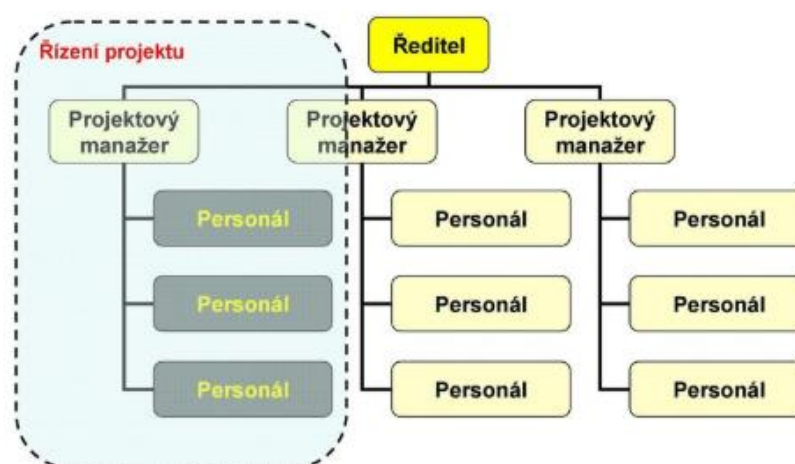 Řízení projektu
Ředitel
Projektový
manažer
Projektový
manažer
Projektový
manažer
Personál
Personál
Personál
Personál
Personál
Personál
Personál
Personál
Personál